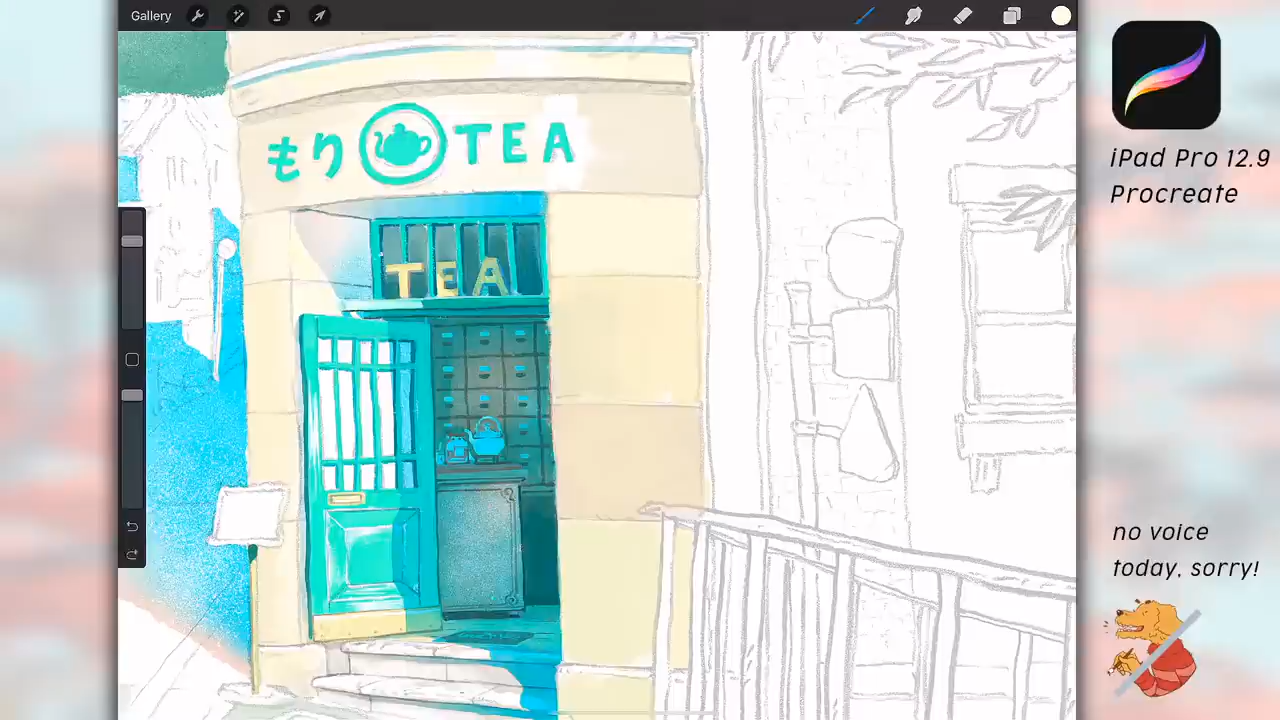 Gallery
もり TEA
TEA
iPad Pro 12.9
Procreate
no voice
today, sorry!